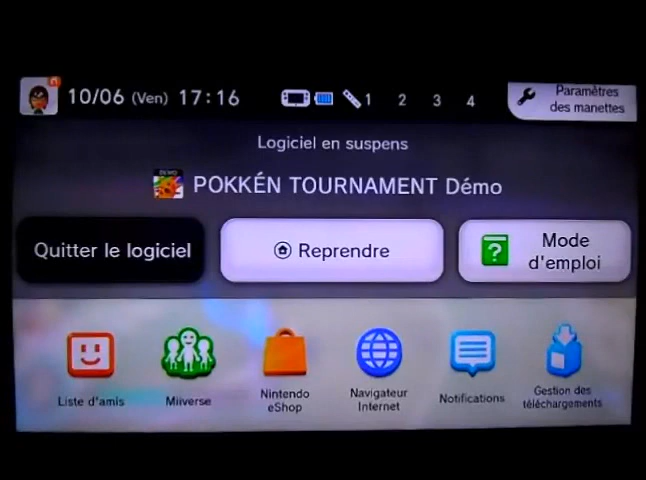 10/06 (Ven) 17:16 1 2 3 4
Paramètres
des manettes
Logiciel en suspens
DEMO
POKKÉN TOURNAMENT Démo
Quitter le logiciel
Reprendre
Mode
d'emploi
Liste d'amis
Miiverse
Nintendo
eShop
Navigateur
Internet
Notifications
Gestion des
téléchargements